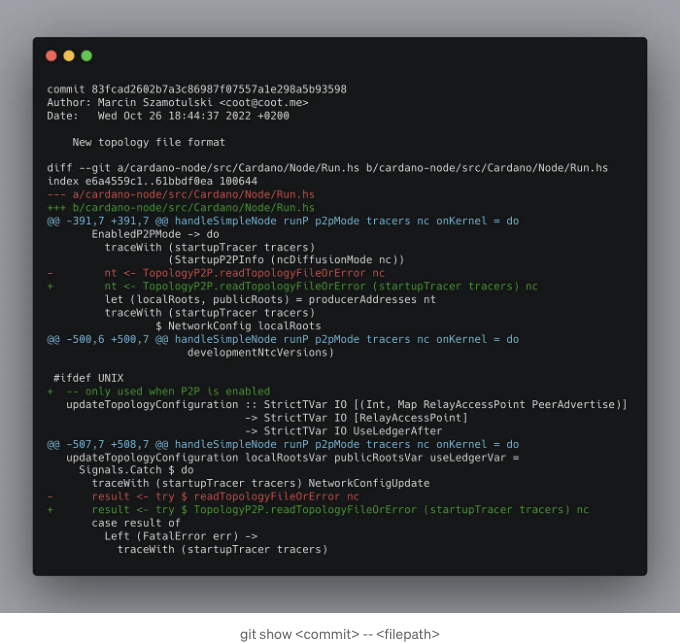 commit 83fcad2602b7a3c86987f07557a1e298a5b93598
Author: Marcin Szamotulski <coot@coot.me>
Date:   Wed Oct 26 18:44:37 2022 +0200

    New topology file format

diff --git a/cardano-node/src/Cardano/Node/Run.hs b/cardano-node/src/Cardano/Node/Run.hs
index e6a4559c1..61bbdf0ea 100644
--- a/cardano-node/src/Cardano/Node/Run.hs
+++ b/cardano-node/src/Cardano/Node/Run.hs
@@ -391,7 +391,7 @@ handleSimpleNode runP p2pMode tracers nc onKernel = do
       EnabledP2PMode -> do
         traceWith (startupTracer tracers)
                   (StartupP2PInfo (ncDiffusionMode nc))
-        nt <- TopologyP2P.readTopologyFileOrError nc
+        nt <- TopologyP2P.readTopologyFileOrError (startupTracer tracers) nc
         let (localRoots, publicRoots) = producerAddresses nt
         traceWith (startupTracer tracers)
                 $ NetworkConfig localRoots
@@ -500,6 +500,7 @@ handleSimpleNode runP p2pMode tracers nc onKernel = do
                      developmentNtcVersions)

 #ifdef UNIX
+  -- only used when P2P is enabled
   updateTopologyConfiguration :: StrictTVar IO [(Int, Map RelayAccessPoint PeerAdvertise)]
                               -> StrictTVar IO [RelayAccessPoint]
                               -> StrictTVar IO UseLedgerAfter
@@ -507,7 +508,7 @@ handleSimpleNode runP p2pMode tracers nc onKernel = do
   updateTopologyConfiguration localRootsVar publicRootsVar useLedgerVar =
     Signals.Catch $ do
       traceWith (startupTracer tracers) NetworkConfigUpdate
-      result <- try $ readTopologyFileOrError nc
+      result <- try $ TopologyP2P.readTopologyFileOrError (startupTracer tracers) nc
       case result of
         Left (FatalError err) ->
           traceWith (startupTracer tracers)
git show <commit> -- <filepath>